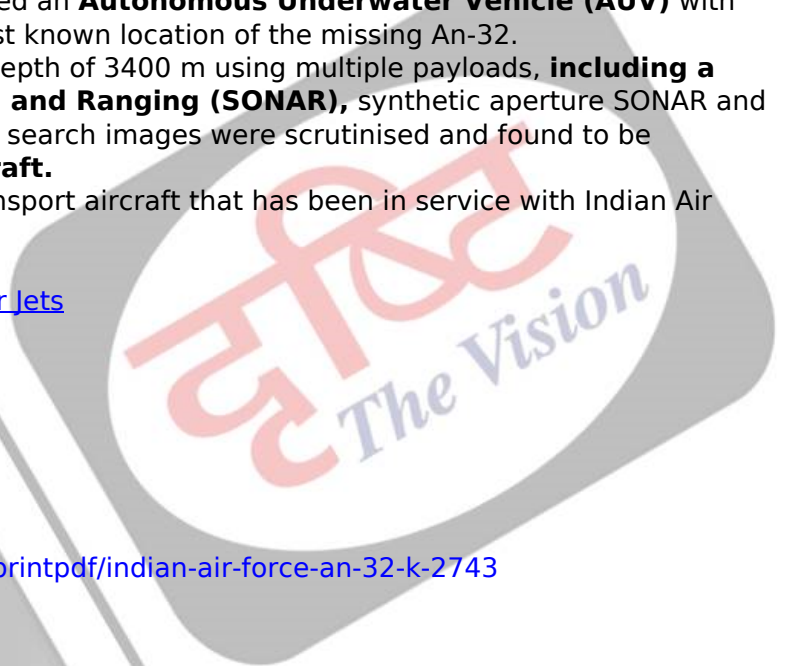 ed an Autonomous Underwater Vehicle (AUV) with
st known location of the missing An-32.
epth of 3400 m using multiple payloads, including a
and Ranging (SONAR), synthetic aperture SONAR and
search images were scrutinised and found to be
raft.
nsport aircraft that has been in service with Indian Air
r Jets
दृष्टि
The Vision
printpdf/indian-air-force-an-32-k-2743